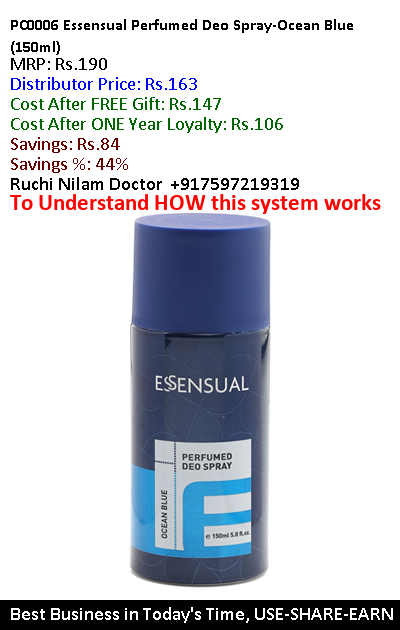 PC0006 Essensual Perfumed Deo Spray-Ocean Blue
(150ml)
MRP: Rs.190
Distributor Price: Rs.163
Cost After FREE Gift: Rs.147
Cost After ONE Year Loyalty: Rs.106
Savings: Rs.84
Savings %: 44%
Ruchi Nilam Doctor +917597219319
To Understand HOW this system works
ESSENSUAL
PERFUMED
DEO SPRAY
OCEAN BLUE
e 150ml 5.0 fl.oz.
Best Business in Today's Time, USE-SHARE-EARN